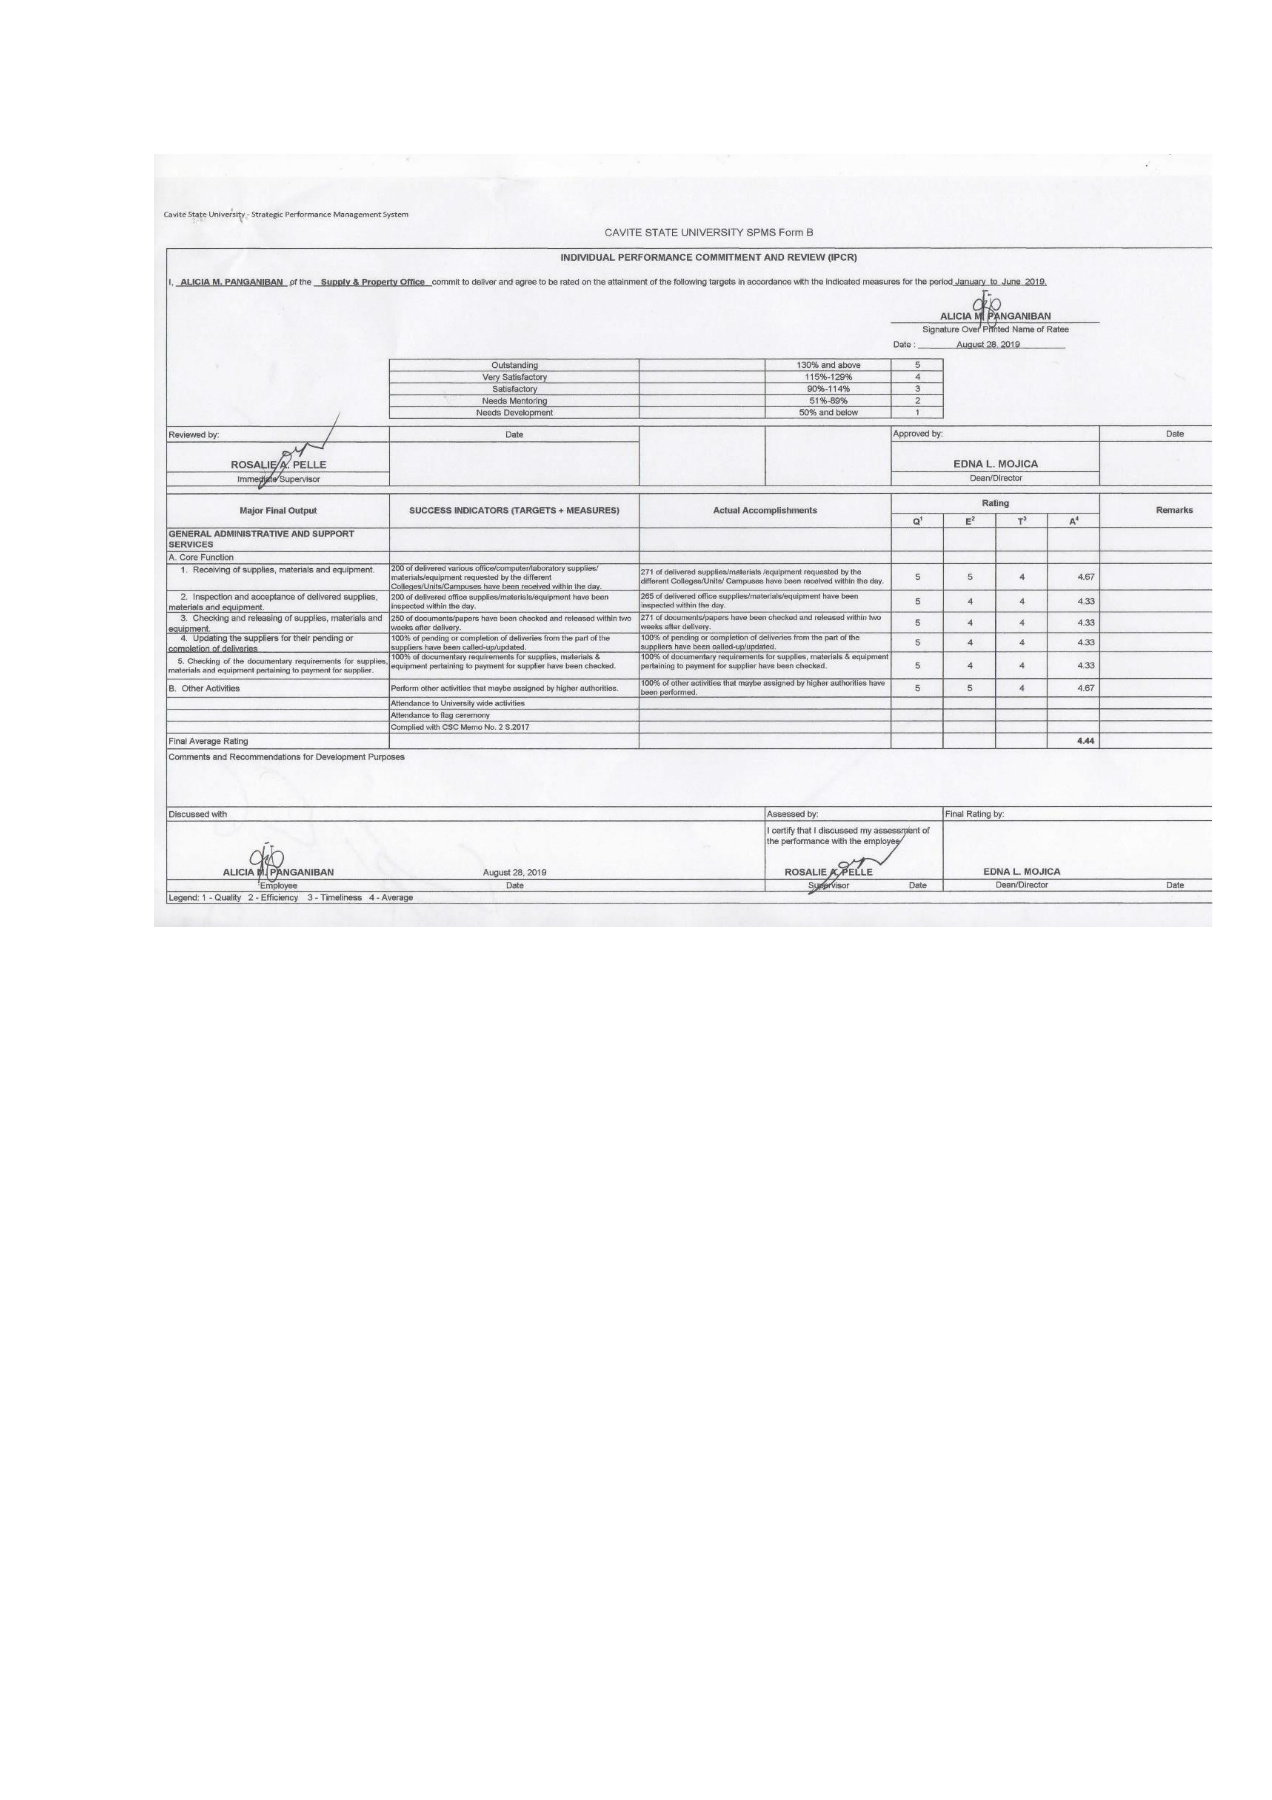 Cavite State University - Strategic Performance Management System
CAVITE STATE UNIVERSITY SPMS Form B
INDIVIDUAL PERFORMANCE COMMITMENT AND REVIEW (IPCR)
I, ALICIA M. PANGANIBAN of the Supply & Property Office commit to deliver and agree to be rated on the attainment of the following targets in accordance with the indicated measures for the period January to June 2019.
ALICIA M. PANGANIBAN
Signature Over Printed Name of Ratee
Date : August 28, 2019
Outstanding 130% and above 5
Very Satisfactory 115%-129% 4
Satisfactory 90%-114% 3
Needs Mentoring 51%-89% 2
Needs Development 50% and below 1
Reviewed by: Date Approved by: Date
ROSALIE A. PELLE EDNA L. MOJICA
Immediate Supervisor Dean/Director
Major Final Output SUCCESS INDICATORS (TARGETS + MEASURES) Actual Accomplishments Rating Remarks
Q¹ E² T³ A⁴
GENERAL ADMINISTRATIVE AND SUPPORT
SERVICES
A. Core Function
1. Receiving of supplies, materials and equipment.
200 of delivered various office/computer/laboratory supplies/
materials/equipment requested by the different
Colleges/Units/Campuses have been received within the day.
271 of delivered supplies/materials /equipment requested by the
different Colleges/Units/ Campuses have been received within the day.
5 5 4 4.67
2. Inspection and acceptance of delivered supplies,
materials and equipment.
200 of delivered office supplies/materials/equipment have been
inspected within the day.
265 of delivered office supplies/materials/equipment have been
inspected within the day.
5 4 4 4.33
3. Checking and releasing of supplies, materials and
equipment.
250 of documents/papers have been checked and released within two
weeks after delivery.
271 of documents/papers have been checked and released within two
weeks after delivery.
5 4 4 4.33
4. Updating the suppliers for their pending or
completion of deliveries
100% of pending or completion of deliveries from the part of the
suppliers have been called-up/updated.
100% of pending or completion of deliveries from the part of the
suppliers have been called-up/updated.
5 4 4 4.33
5. Checking of the documentary requirements for supplies,
materials and equipment pertaining to payment for supplier.
100% of documentary requirements for supplies, materials &
equipment pertaining to payment for supplier have been checked.
100% of documentary requirements for supplies, materials & equipment
pertaining to payment for supplier have been checked.
5 4 4 4.33
B. Other Activities
Perform other activities that maybe assigned by higher authorities.
100% of other activities that maybe assigned by higher authorities have
been performed.
5 5 4 4.67
Attendance to University wide activities
Attendance to flag ceremony
Complied with CSC Memo No. 2 S.2017
Final Average Rating 4.44
Comments and Recommendations for Development Purposes
Discussed with Assessed by: Final Rating by:
I certify that I discussed my assessment of
the performance with the employee
ALICIA M. PANGANIBAN August 28, 2019 ROSALIE A. PELLE EDNA L. MOJICA
Employee Date Supervisor Date Dean/Director Date
Legend: 1 - Quality 2 - Efficiency 3 - Timeliness 4 - Average